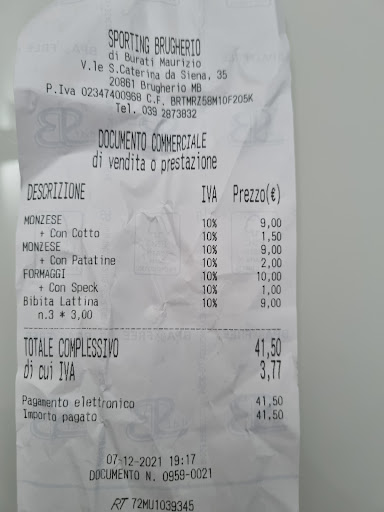 SPORTING BRUGHERIO
di Burati Maurizio
V.le S.Caterina da Siena, 35
20861 Brugherio MB
P.Iva 02347400968 C.F. BRTMRZ58M10F205K
Tel. 039 2873832
DOCUMENTO COMMERCIALE
di vendita o prestazione
DESCRIZIONE IVA Prezzo(€)
MONZESE 10% 9,00
+ Con Cotto 10% 1,50
MONZESE 10% 9,00
+ Con Patatine 10% 2,00
FORMAGGI 10% 10,00
+ Con Speck 10% 1,00
Bibita Lattina 10% 9,00
n.3 * 3,00
TOTALE COMPLESSIVO 41,50
di cui IVA 3,77
Pagamento elettronico 41,50
Importo pagato 41,50
07-12-2021 19:17
DOCUMENTO N. 0959-0021
RT 72MU1039345